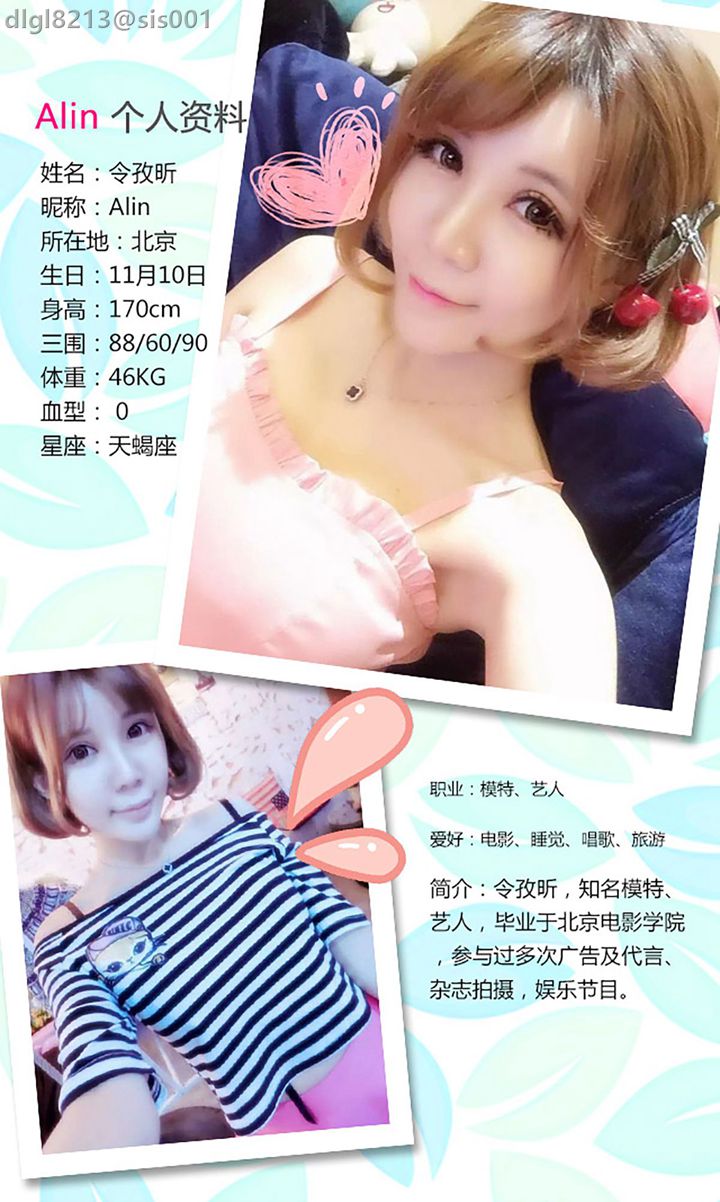 dlgl8213@sis001
Alin 个人资料
姓名：令孜昕
昵称：Alin
所在地：北京
生日：11月10日
身高：170cm
三围：88/60/90
体重：46KG
血型： 0
星座：天蝎座
职业：模特、艺人
爱好：电影、睡觉、唱歌、旅游
简介：令孜昕，知名模特、
艺人，毕业于北京电影学院
，参与过多次广告及代言、
杂志拍摄，娱乐节目。